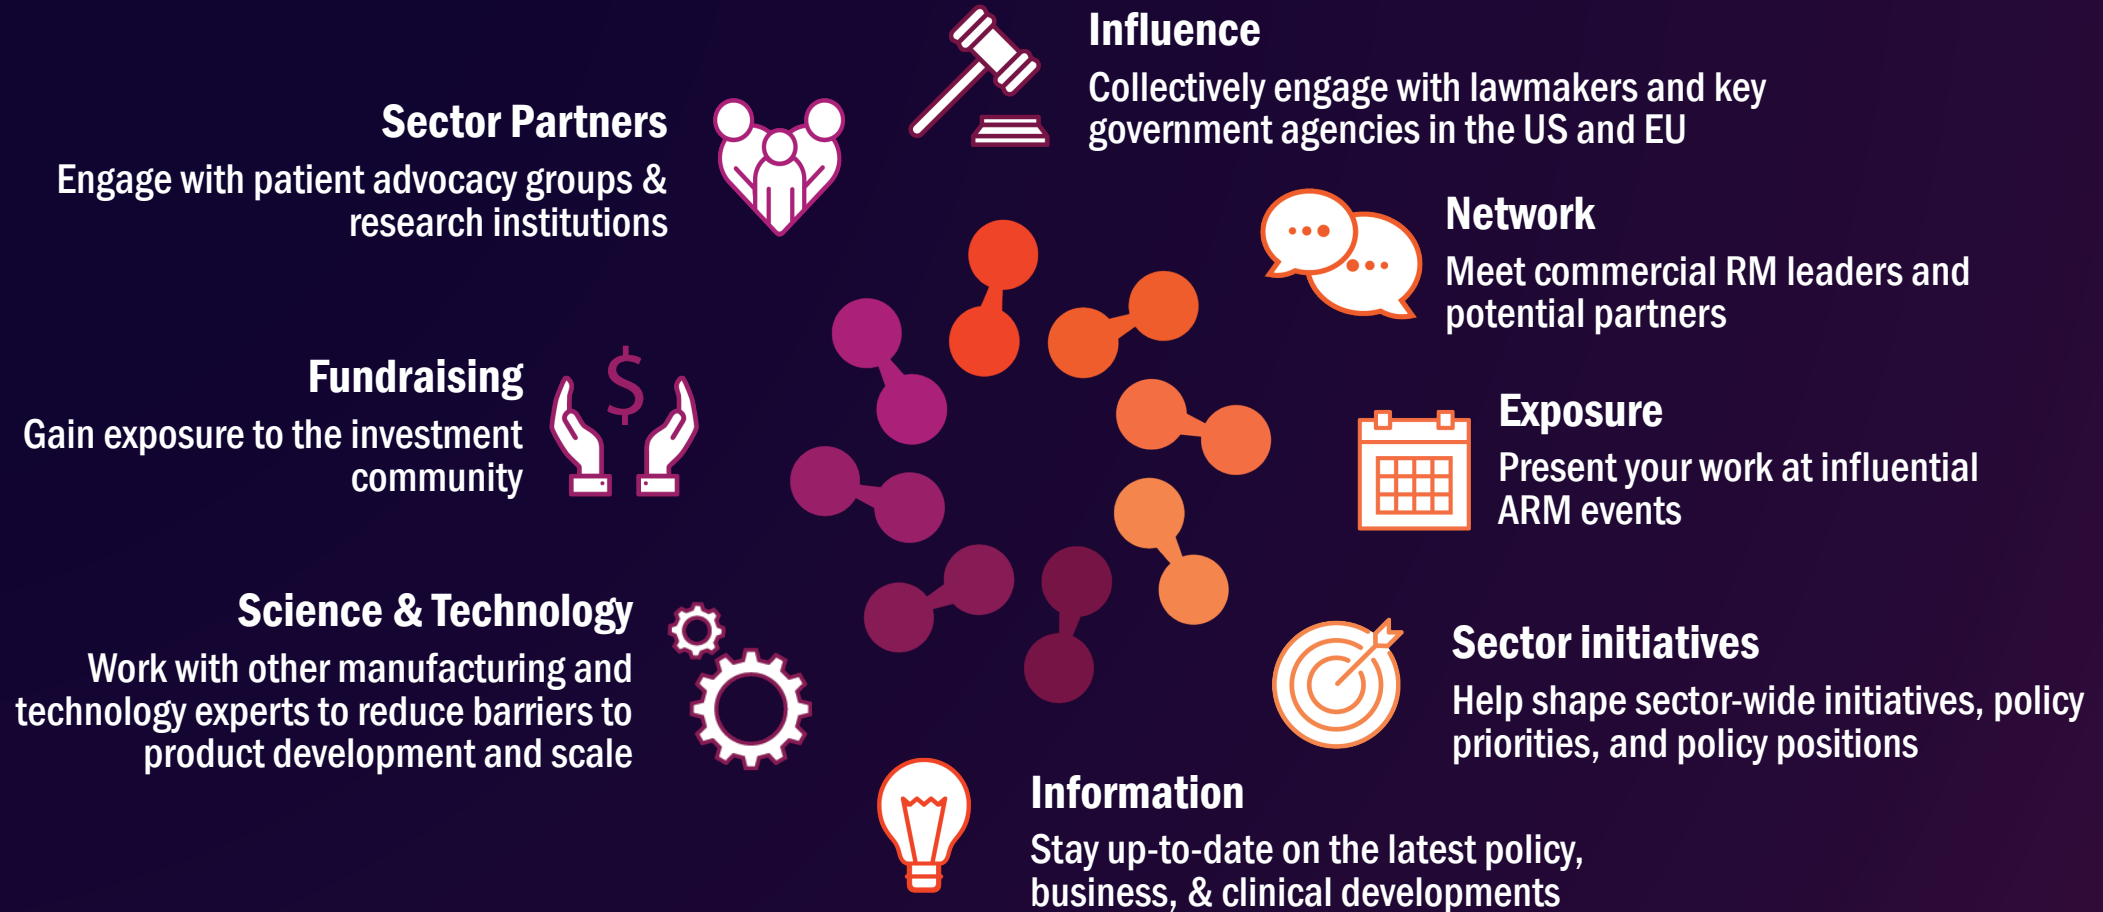 Influence
Collectively engage with lawmakers and key
government agencies in the US and EU
Network
Meet commercial RM leaders and
potential partners
Exposure
Present your work at influential
ARM events
Sector initiatives
Help shape sector-wide initiatives, policy
priorities, and policy positions
Information
Stay up-to-date on the latest policy,
business, & clinical developments
Science & Technology
Work with other manufacturing and
technology experts to reduce barriers to
product development and scale
Fundraising
Gain exposure to the investment
community
$
Sector Partners
Engage with patient advocacy groups &
research institutions